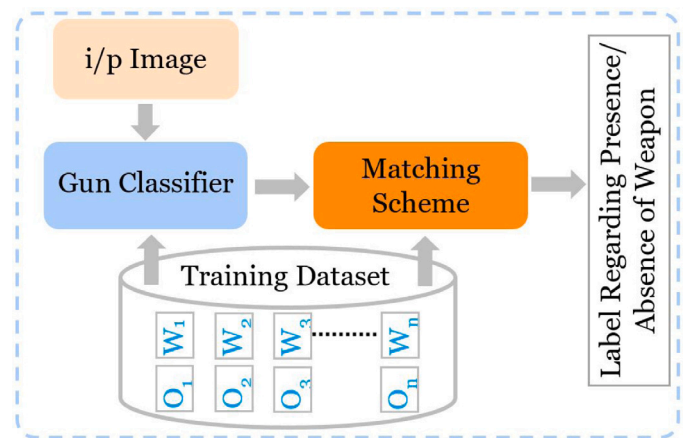 i/p Image
Gun Classifier
Matching
Scheme
Label Regarding Presence/
Absence of Weapon
Training Dataset
W₁ W₂ W₃ ........... Wₙ
O₁ O₂ O₃ Oₙ